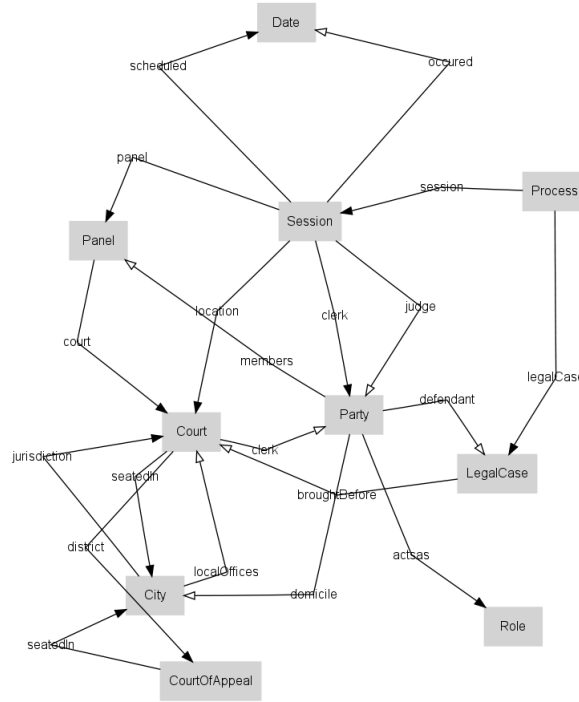 Date
scheduled
occured
panel
session
Process
Session
Panel
location
clerk
judge
court
members
legalCase
defendant
Party
Court
clerk
jurisdiction
seatedIn
LegalCase
broughtBefore
district
actsas
localOffices
City
domicile
Role
seatedIn
CourtOfAppeal